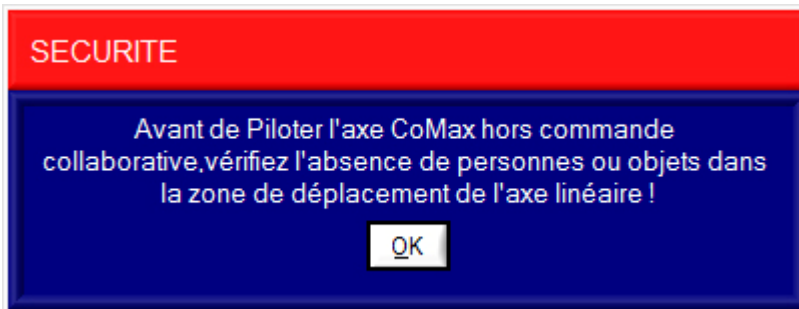 SECURITE
Avant de Piloter l'axe CoMax hors commande
collaborative,vérifiez l'absence de personnes ou objets dans
la zone de déplacement de l'axe linéaire !
OK